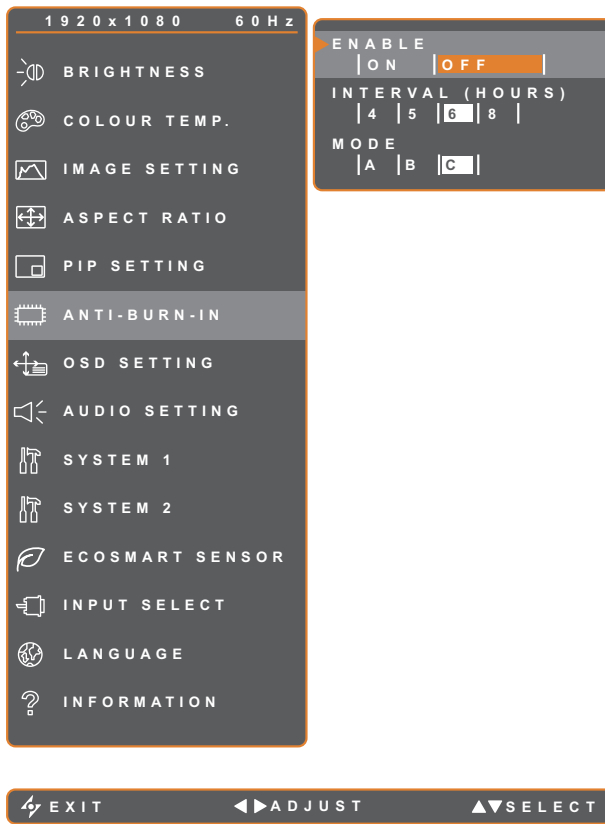 1920x1080 60Hz
BRIGHTNESS
COLOUR TEMP.
IMAGE SETTING
ASPECT RATIO
PIP SETTING
ANTI-BURN-IN
OSD SETTING
AUDIO SETTING
SYSTEM 1
SYSTEM 2
ECOSMART SENSOR
INPUT SELECT
LANGUAGE
INFORMATION
ENABLE
ON OFF
INTERVAL (HOURS)
4 5 6 8
MODE
A B C
EXIT ADJUST SELECT